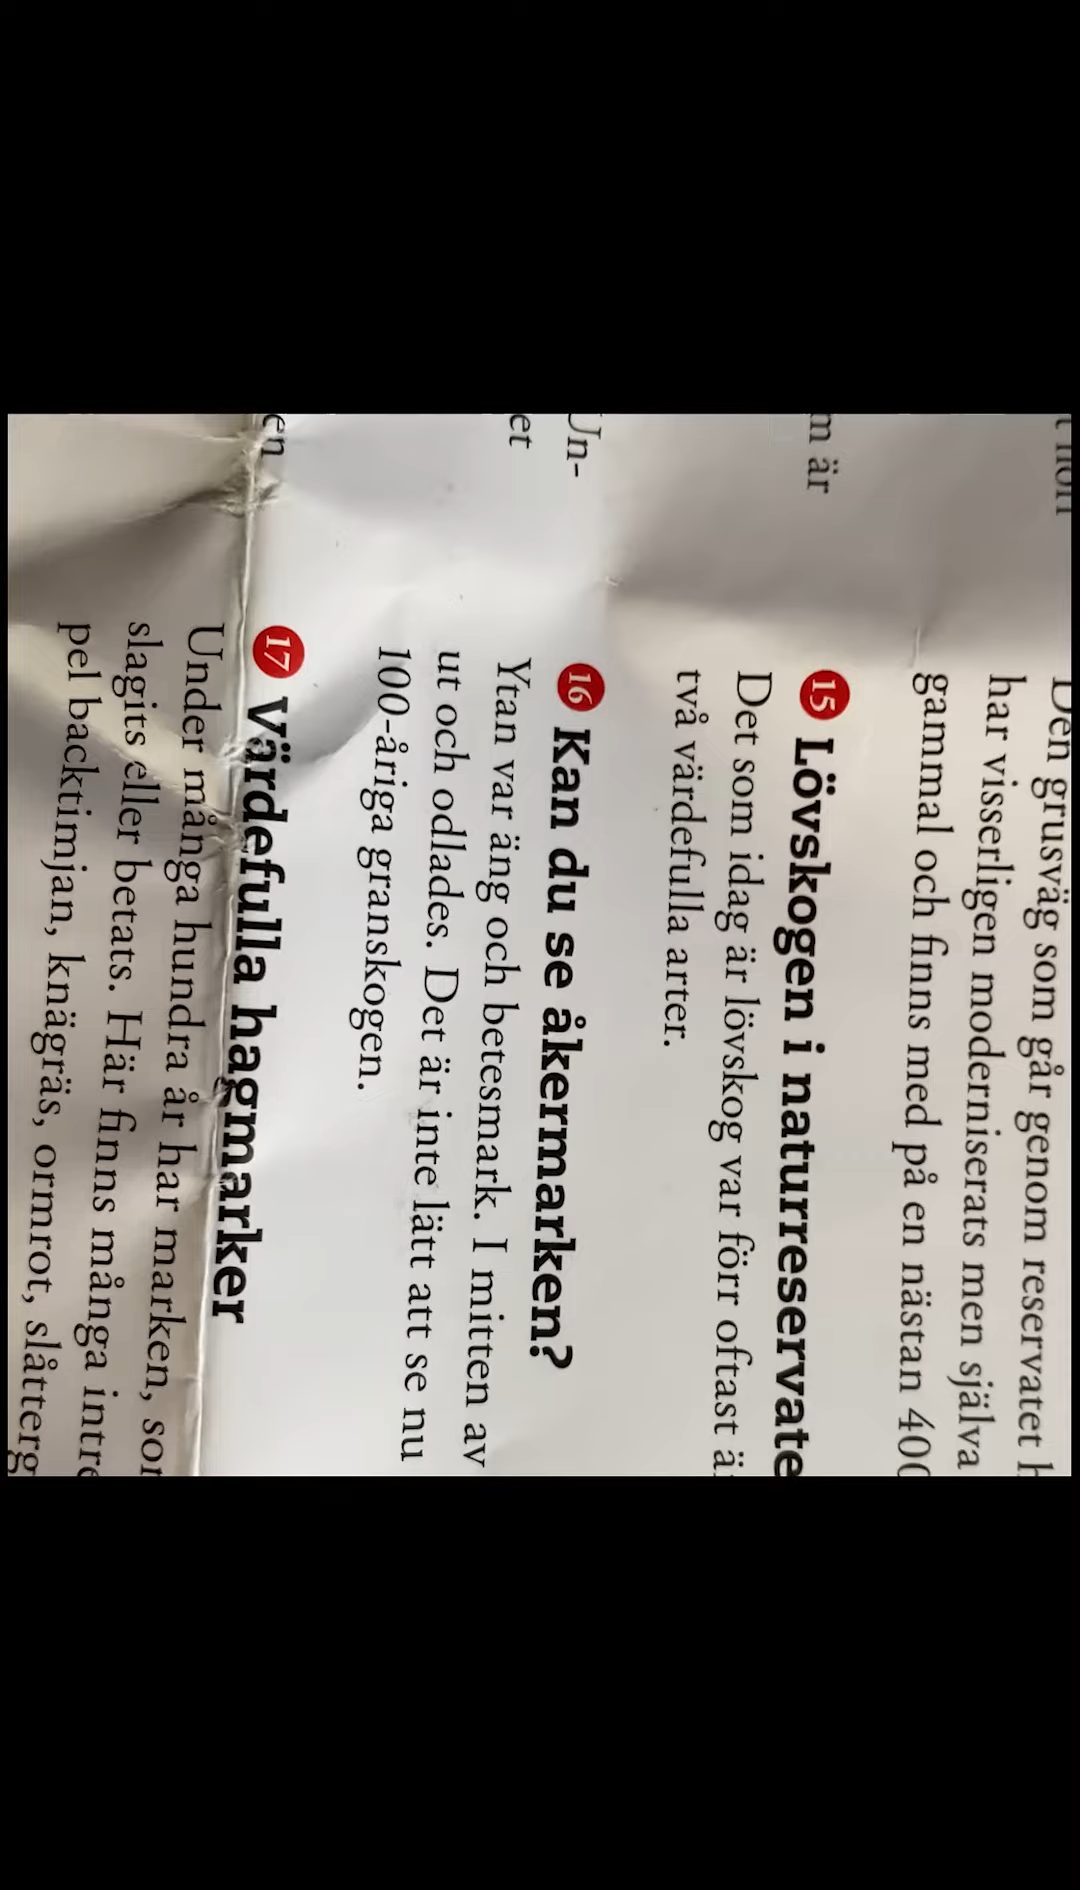 Den grusväg som går genom reservatet
har visserligen moderniserats men själva
gammal och finns med på en nästan
m är
15 Lövskogen i naturreservate
Det som idag är lövskog var förr oftast
två värdefulla arter.
Un-
16 Kan du se åkermarken?
et
Ytan var äng och betesmark. I mitten av
ut och odlades. Det är inte lätt att se nu
100-åriga granskogen.
en
17 Värdefulla hagmarker
Under många hundra år har marken,
slagits eller betats. Här finns många
pel backtimjan, knägräs, ormrot,